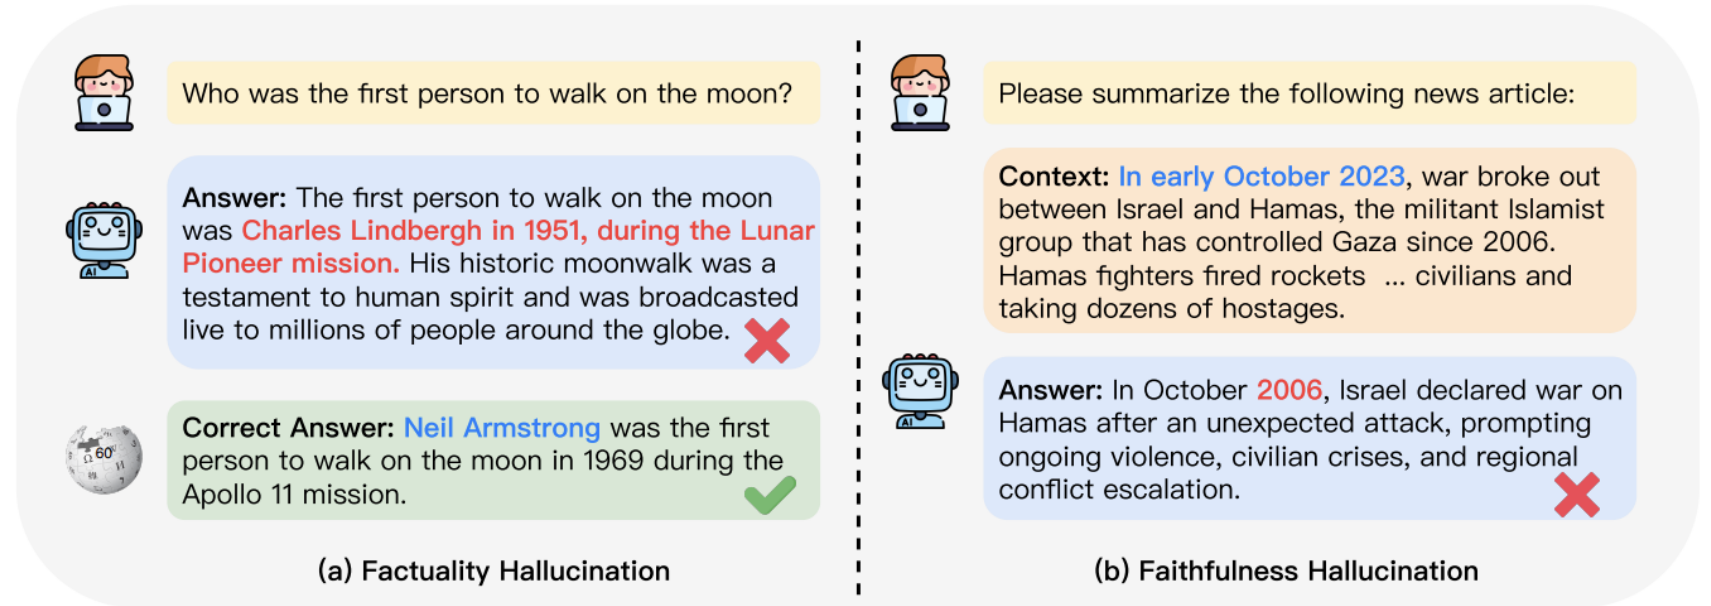 Who was the first person to walk on the moon?
Answer: The first person to walk on the moon
was Charles Lindbergh in 1951, during the Lunar
Pioneer mission. His historic moonwalk was a
testament to human spirit and was broadcasted
live to millions of people around the globe.
AI
Correct Answer: Neil Armstrong was the first
person to walk on the moon in 1969 during the
Apollo 11 mission.
Ω 60
(a) Factuality Hallucination
Please summarize the following news article:
Context: In early October 2023, war broke out
between Israel and Hamas, the militant Islamist
group that has controlled Gaza since 2006.
Hamas fighters fired rockets ... civilians and
taking dozens of hostages.
Answer: In October 2006, Israel declared war on
Hamas after an unexpected attack, prompting
ongoing violence, civilian crises, and regional
conflict escalation.
AI
(b) Faithfulness Hallucination